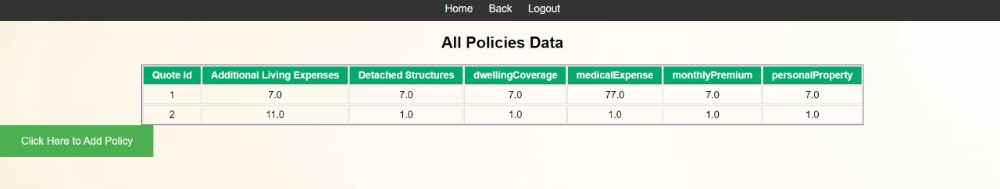 Home Back Logout
All Policies Data
Quote Id Additional Living Expenses Detached Structures dwellingCoverage medicalExpense monthlyPremium personalProperty
1 7.0 7.0 7.0 77.0 7.0 7.0
2 11.0 1.0 1.0 1.0 1.0 1.0
Click Here to Add Policy